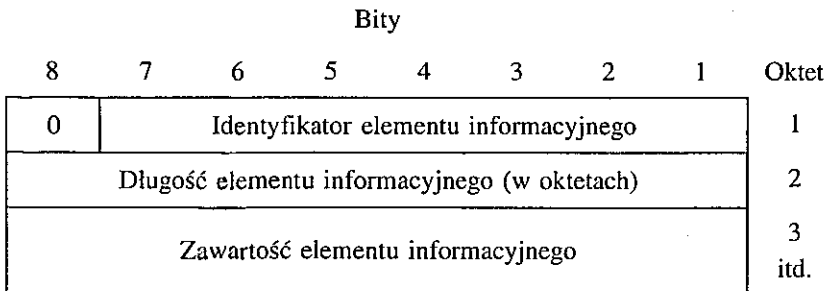 Bity
8 7 6 5 4 3 2 1 Oktet
0 Identyfikator elementu informacyjnego 1
Długość elementu informacyjnego (w oktetach) 2
Zawartość elementu informacyjnego 3
itd.